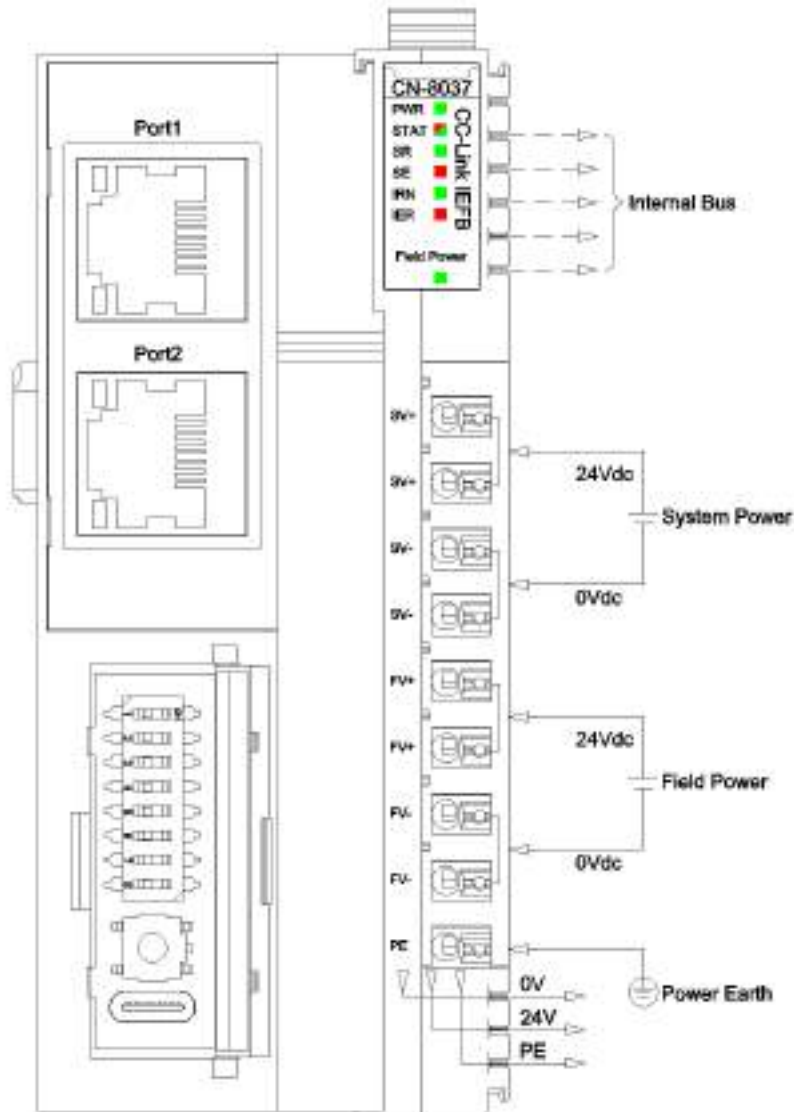 CN-8037
PWR
STAT
SR
SE
IRN
IER
CC-Link IEFB
Field Power
Port1
Port2
Internal Bus
SV+
SV+
SV-
SV-
FV+
FV+
FV-
FV-
PE
24Vdc
System Power
0Vdc
24Vdc
Field Power
0Vdc
Power Earth
0V
24V
PE